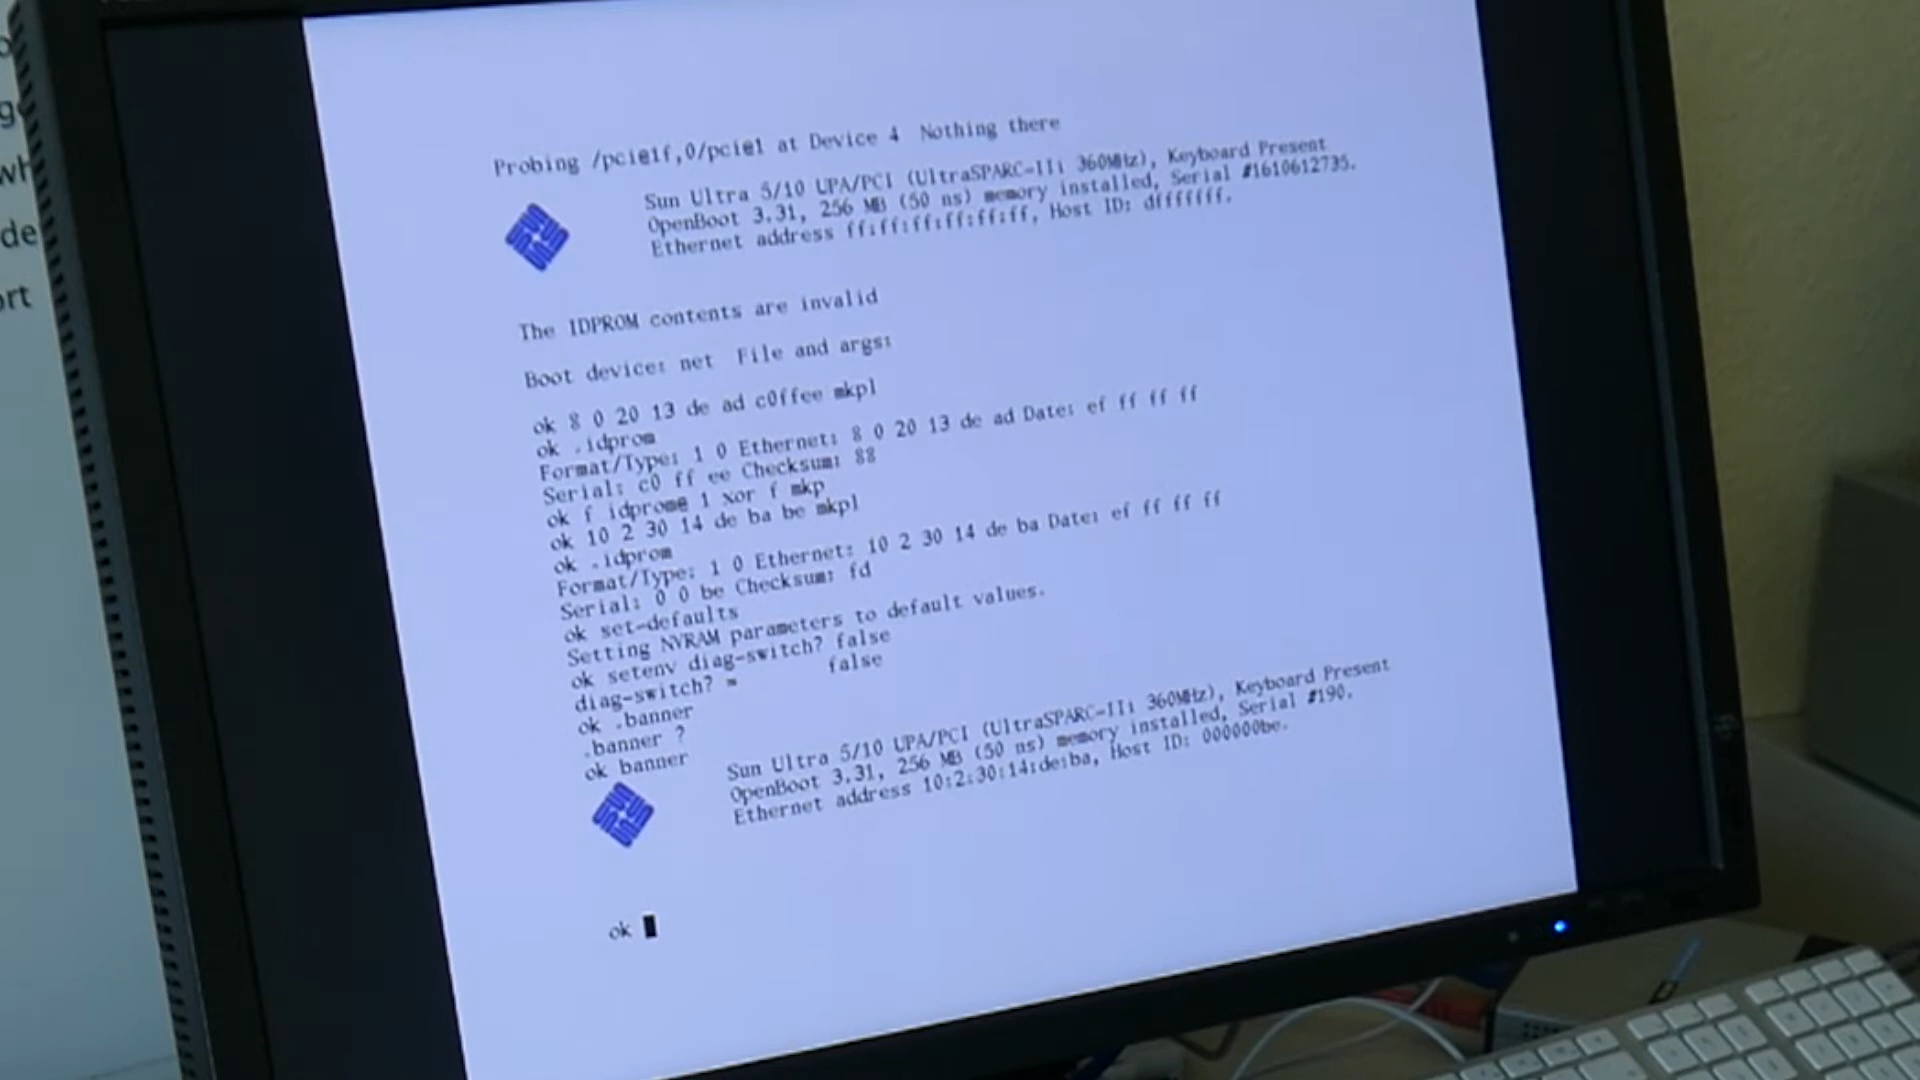 Probing /pci@1f,0/pci@1 at Device 4  Nothing there
Sun Ultra 5/10 UPA/PCI (UltraSPARC-IIi 360MHz), Keyboard Present
OpenBoot 3.31, 256 MB (50 ns) memory installed, Serial #1610612735.
Ethernet address ff:ff:ff:ff:ff:ff, Host ID: dfffffff.
The IDPROM contents are invalid
Boot device: net  File and args:
ok 8 0 20 13 de ad c0ffee mkpl
ok .idprom
Format/Type: 1 0 Ethernet: 8 0 20 13 de ad Date: ef ff ff ff
Serial: c0 ff ee Checksum: 88
ok f idprom@ 1 xor f mkp
ok 10 2 30 14 de ba be mkpl
ok .idprom
Format/Type: 1 0 Ethernet: 10 2 30 14 de ba Date: ef ff ff ff
Serial: 0 0 be Checksum: fd
ok set-defaults
Setting NVRAM parameters to default values.
ok setenv diag-switch? false
diag-switch? =        false
ok .banner
.banner ?
ok banner
Sun Ultra 5/10 UPA/PCI (UltraSPARC-IIi 360MHz), Keyboard Present
OpenBoot 3.31, 256 MB (50 ns) memory installed, Serial #190.
Ethernet address 10:2:30:14:de:ba, Host ID: 000000be.
ok